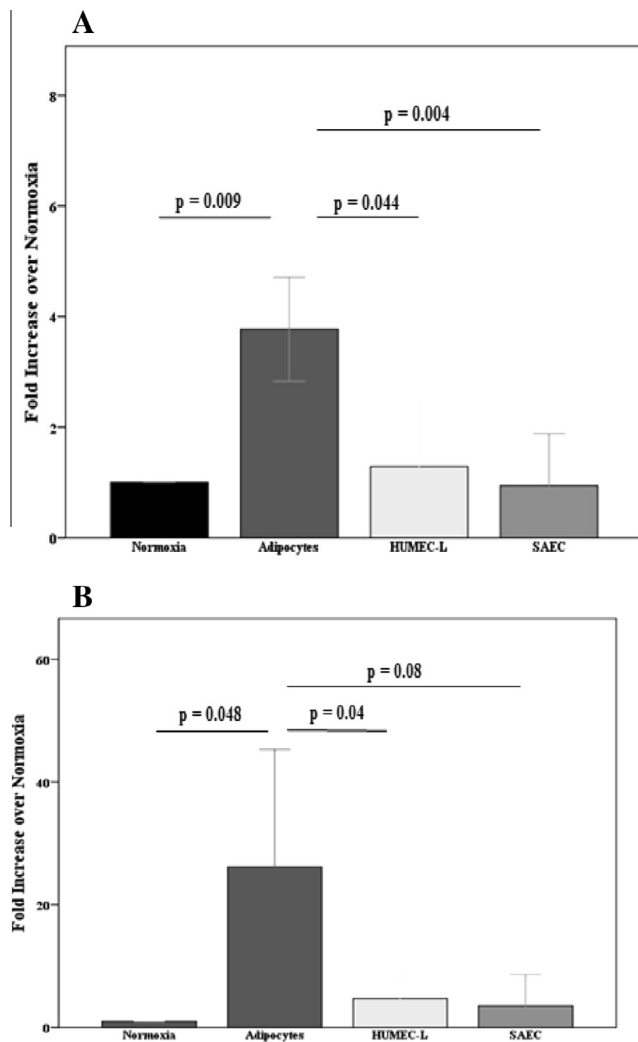 A
Fold Increase over Normoxia
8
6
4
2
0
p = 0.004
p = 0.009
p = 0.044
Normoxia Adipocytes HUMEC-L SAEC
B
Fold Increase over Normoxia
60
40
20
0
p = 0.08
p = 0.048
p = 0.04
Normoxia Adipocytes HUMEC-L SAEC